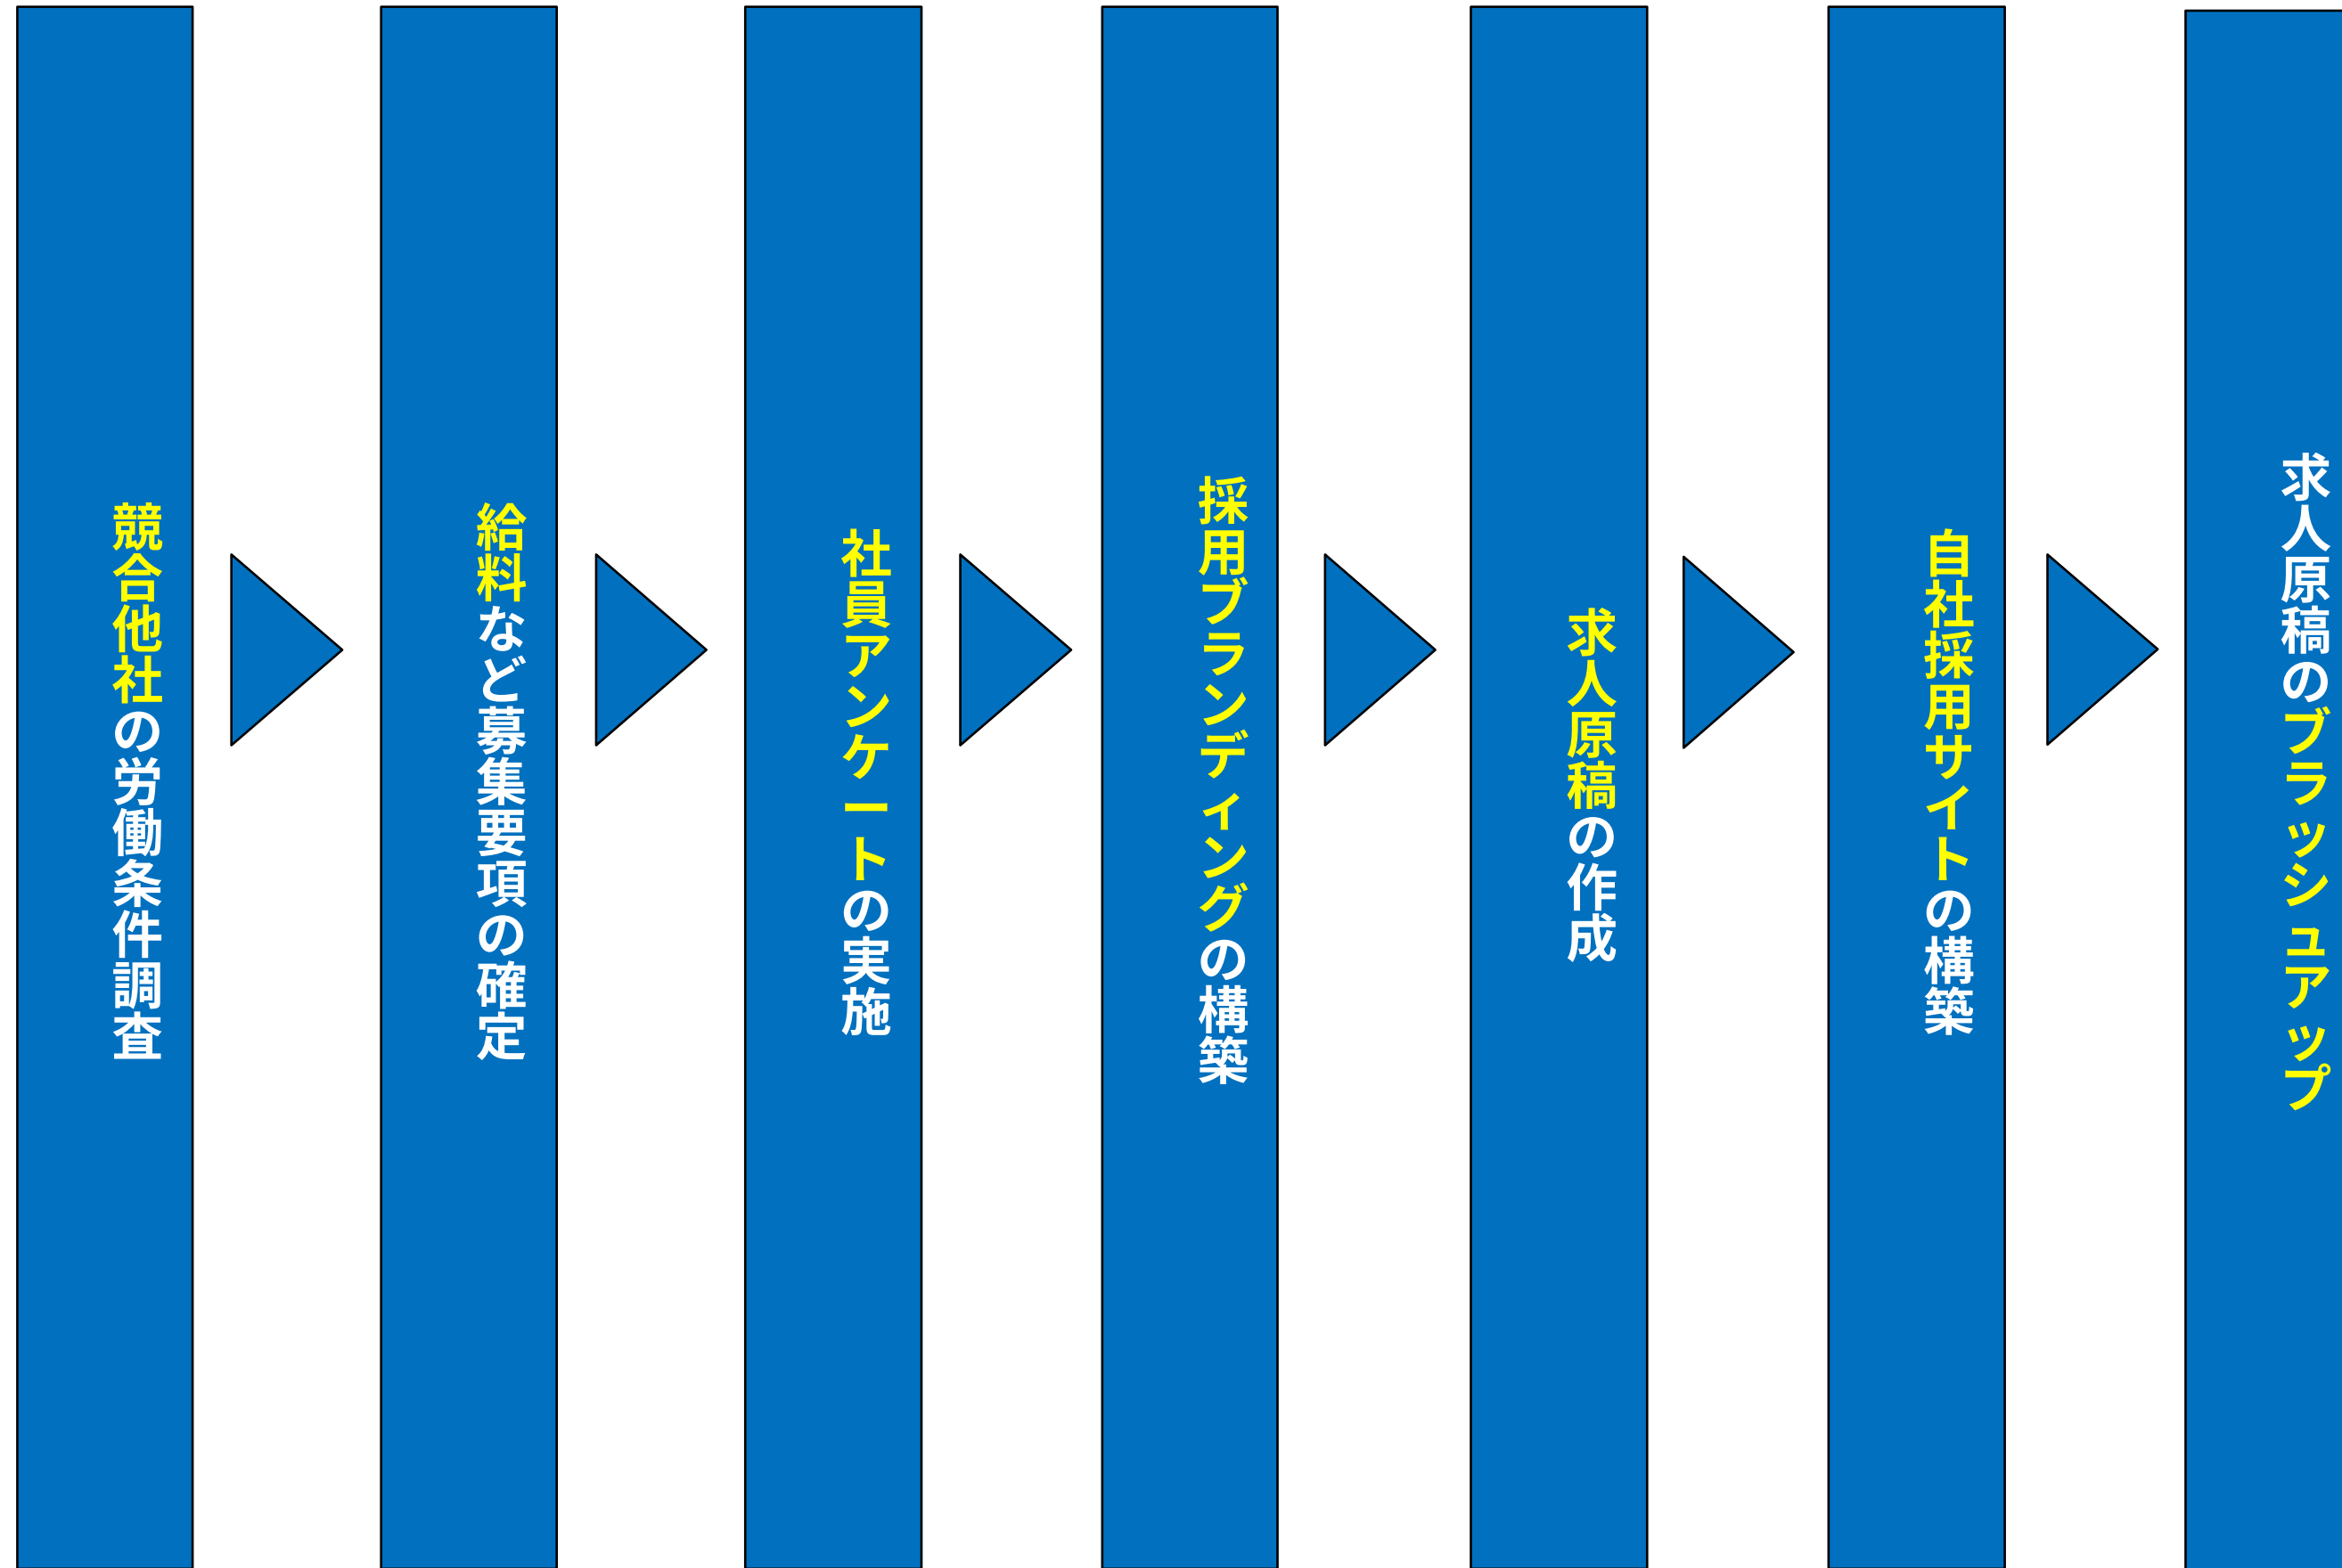 競合他社の労働条件調査
給料など募集要項の確定
社員アンケートの実施
採用ブランディングの構築
求人原稿の作成
自社採用サイトの構築
求人原稿のブラッシュアップ